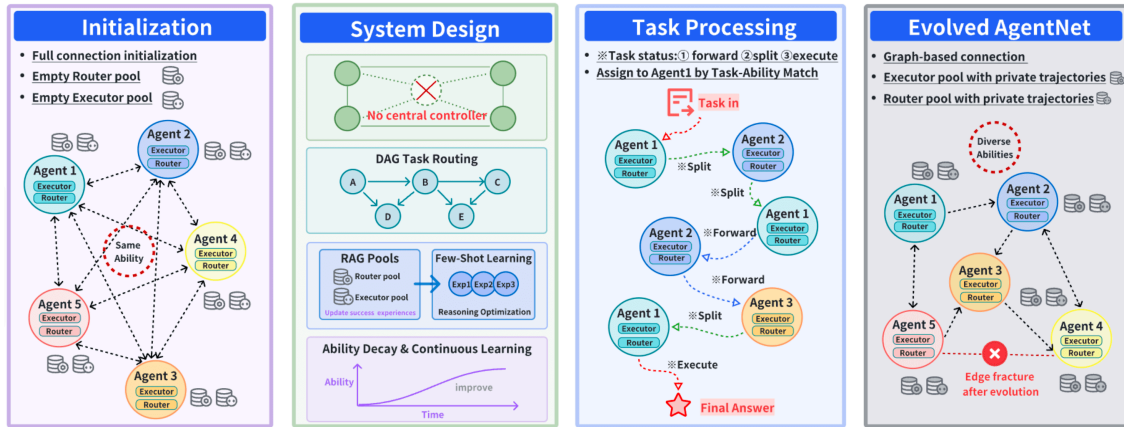 Initialization
• Full connection initialization
• Empty Router pool
• Empty Executor pool
Agent 2
Executor
Router
Agent 1
Executor
Router
Agent 4
Executor
Router
Same
Ability
Agent 5
Executor
Router
Agent 3
Executor
Router
System Design
No central controller
DAG Task Routing
A
B
C
D
E
RAG Pools
Router pool
Executor pool
Update success experiences
Few-Shot Learning
Exp1
Exp2
Exp3
Reasoning Optimization
Ability Decay & Continuous Learning
Ability
improve
Time
Task Processing
• ※Task status:① forward ②split ③execute
• Assign to Agent1 by Task-Ability Match
Task in
Agent 1
Executor
Router
※Split
Agent 2
Executor
Router
※Split
Agent 1
Executor
Router
※Forward
Agent 2
Executor
Router
※Forward
Agent 3
Executor
Router
※Split
Agent 1
Executor
Router
※Execute
Final Answer
Evolved AgentNet
• Graph-based connection
• Executor pool with private trajectories
• Router pool with private trajectories
Diverse
Abilities
Agent 1
Executor
Router
Agent 2
Executor
Router
Agent 3
Executor
Router
Agent 5
Executor
Router
Agent 4
Executor
Router
Edge fracture
after evolution